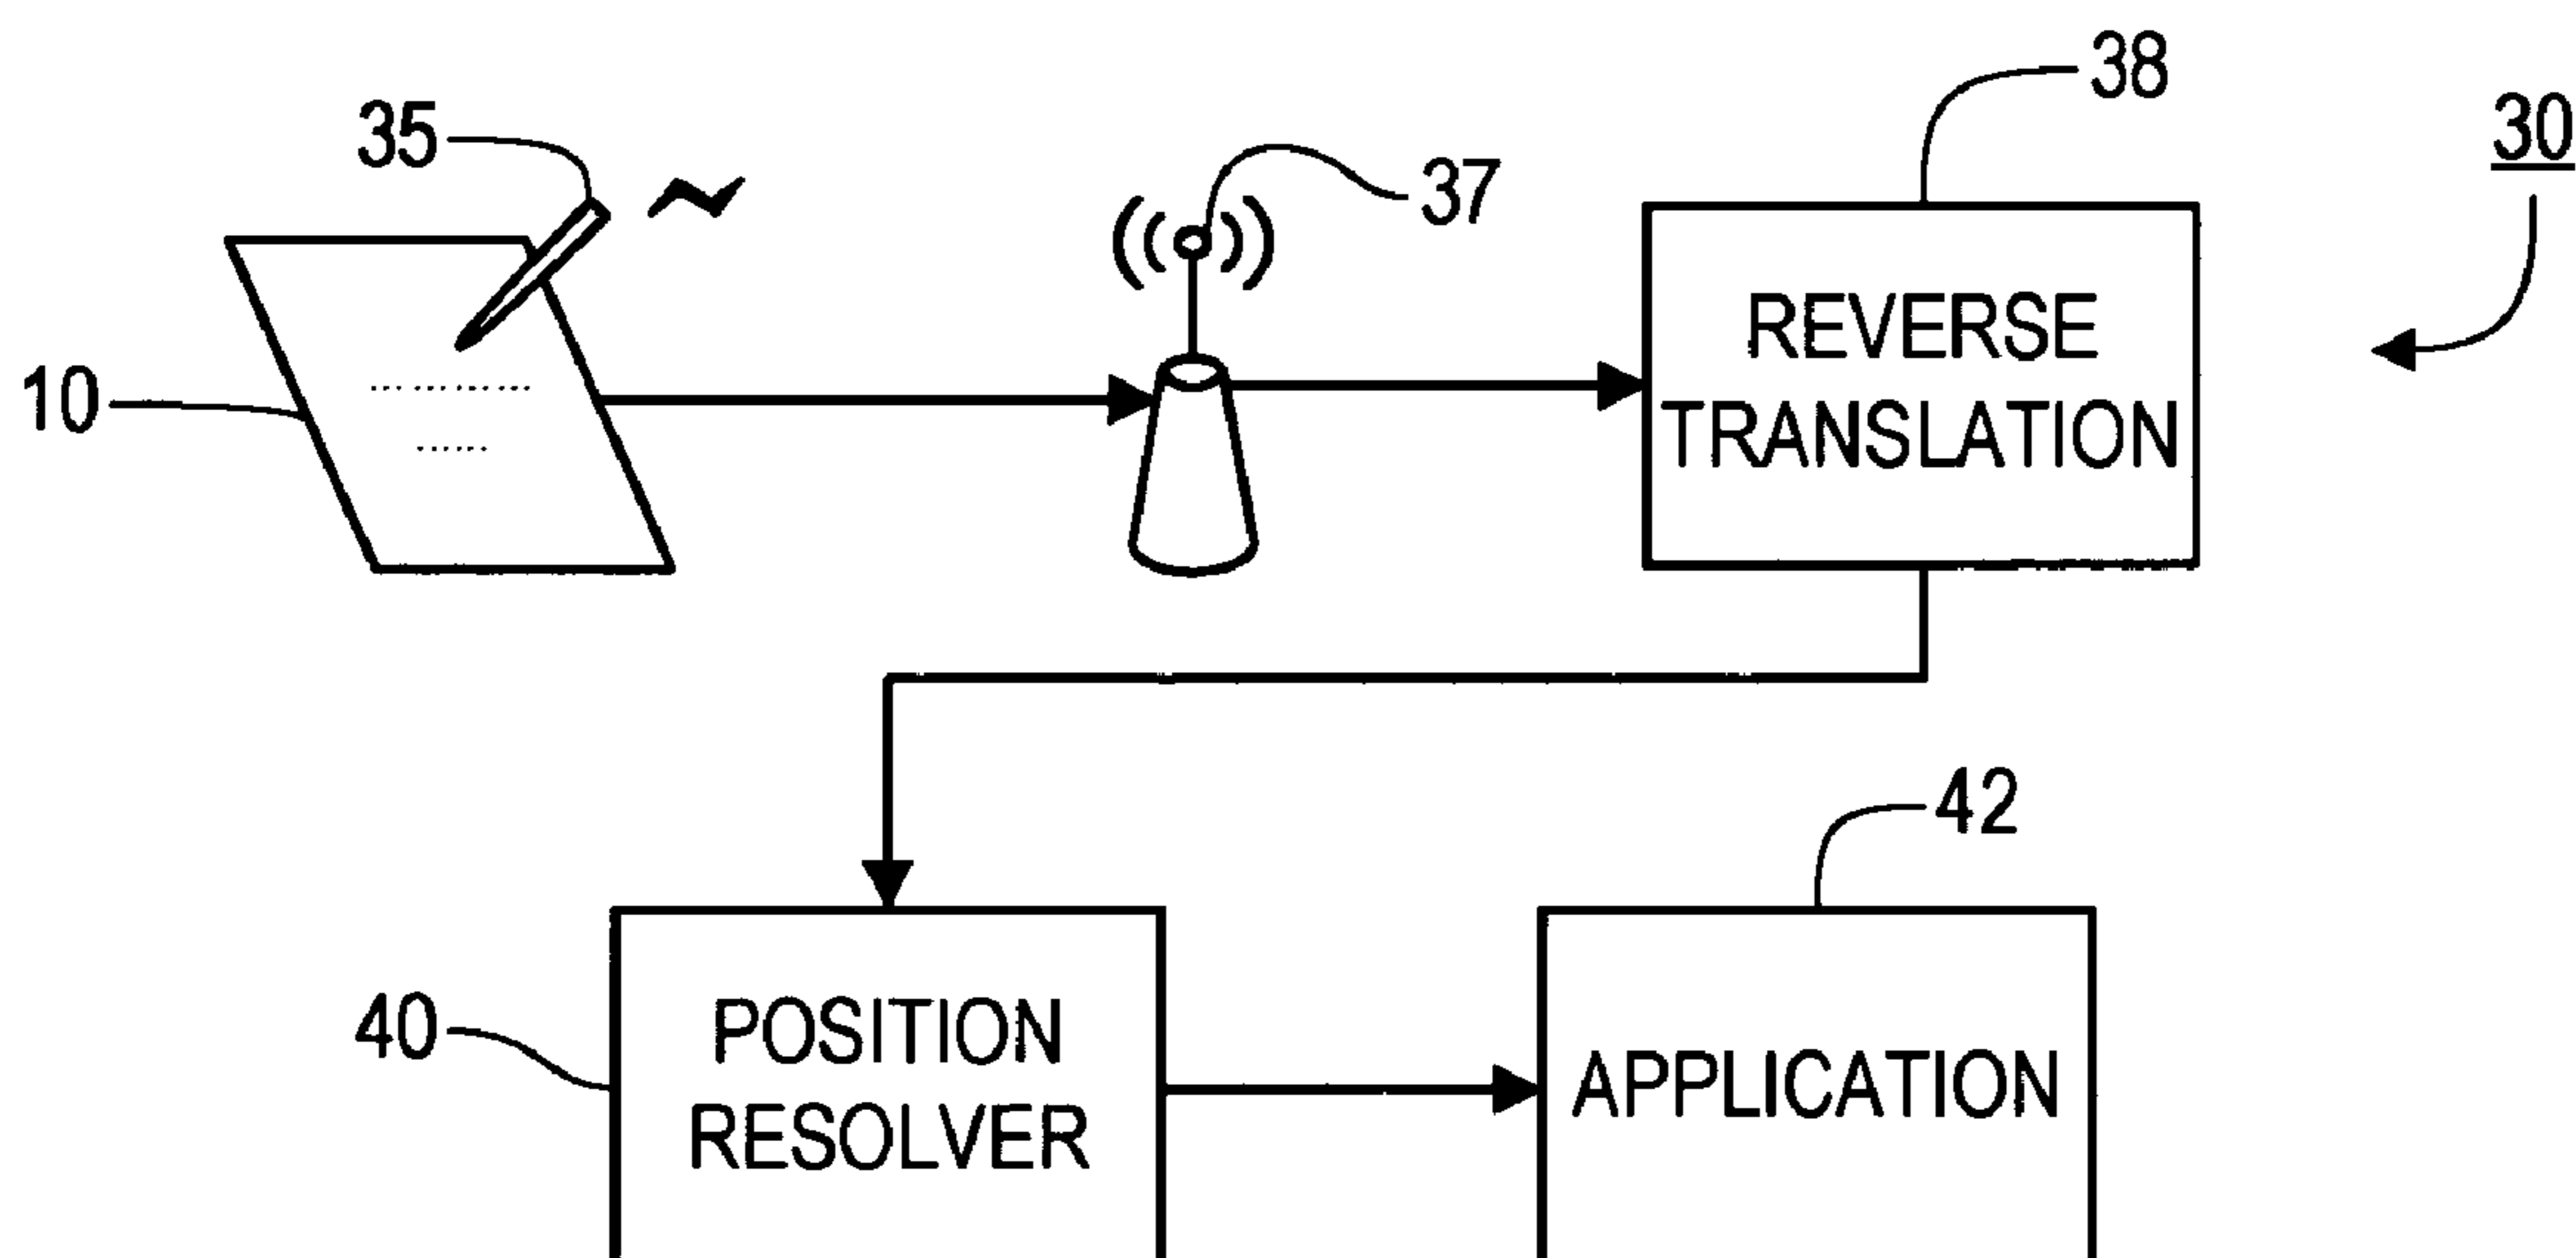 38
30
35
37
REVERSE
TRANSLATION
10
42
40
POSITION
RESOLVER
APPLICATION